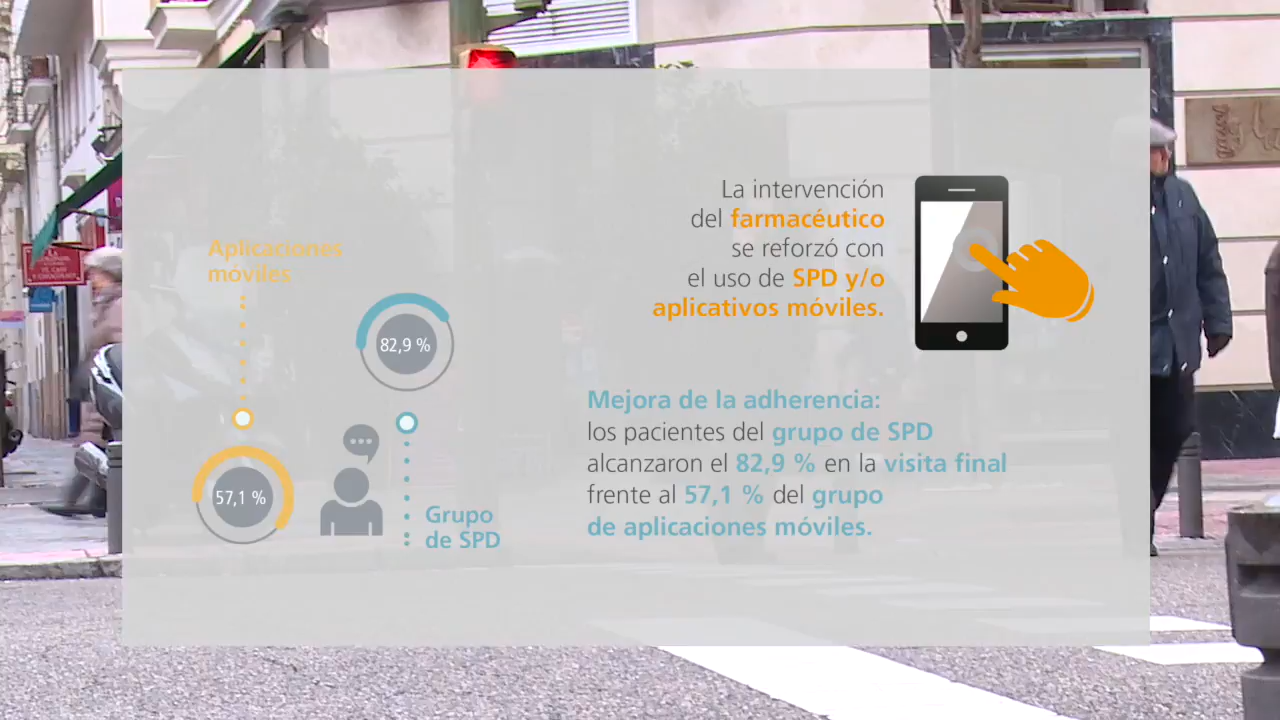 La intervención
del farmacéutico
se reforzó con
el uso de SPD y/o
aplicativos móviles.
Aplicaciones
móviles
82,9 %
57,1 %
Grupo
de SPD
Mejora de la adherencia:
los pacientes del grupo de SPD
alcanzaron el 82,9 % en la visita final
frente al 57,1 % del grupo
de aplicaciones móviles.